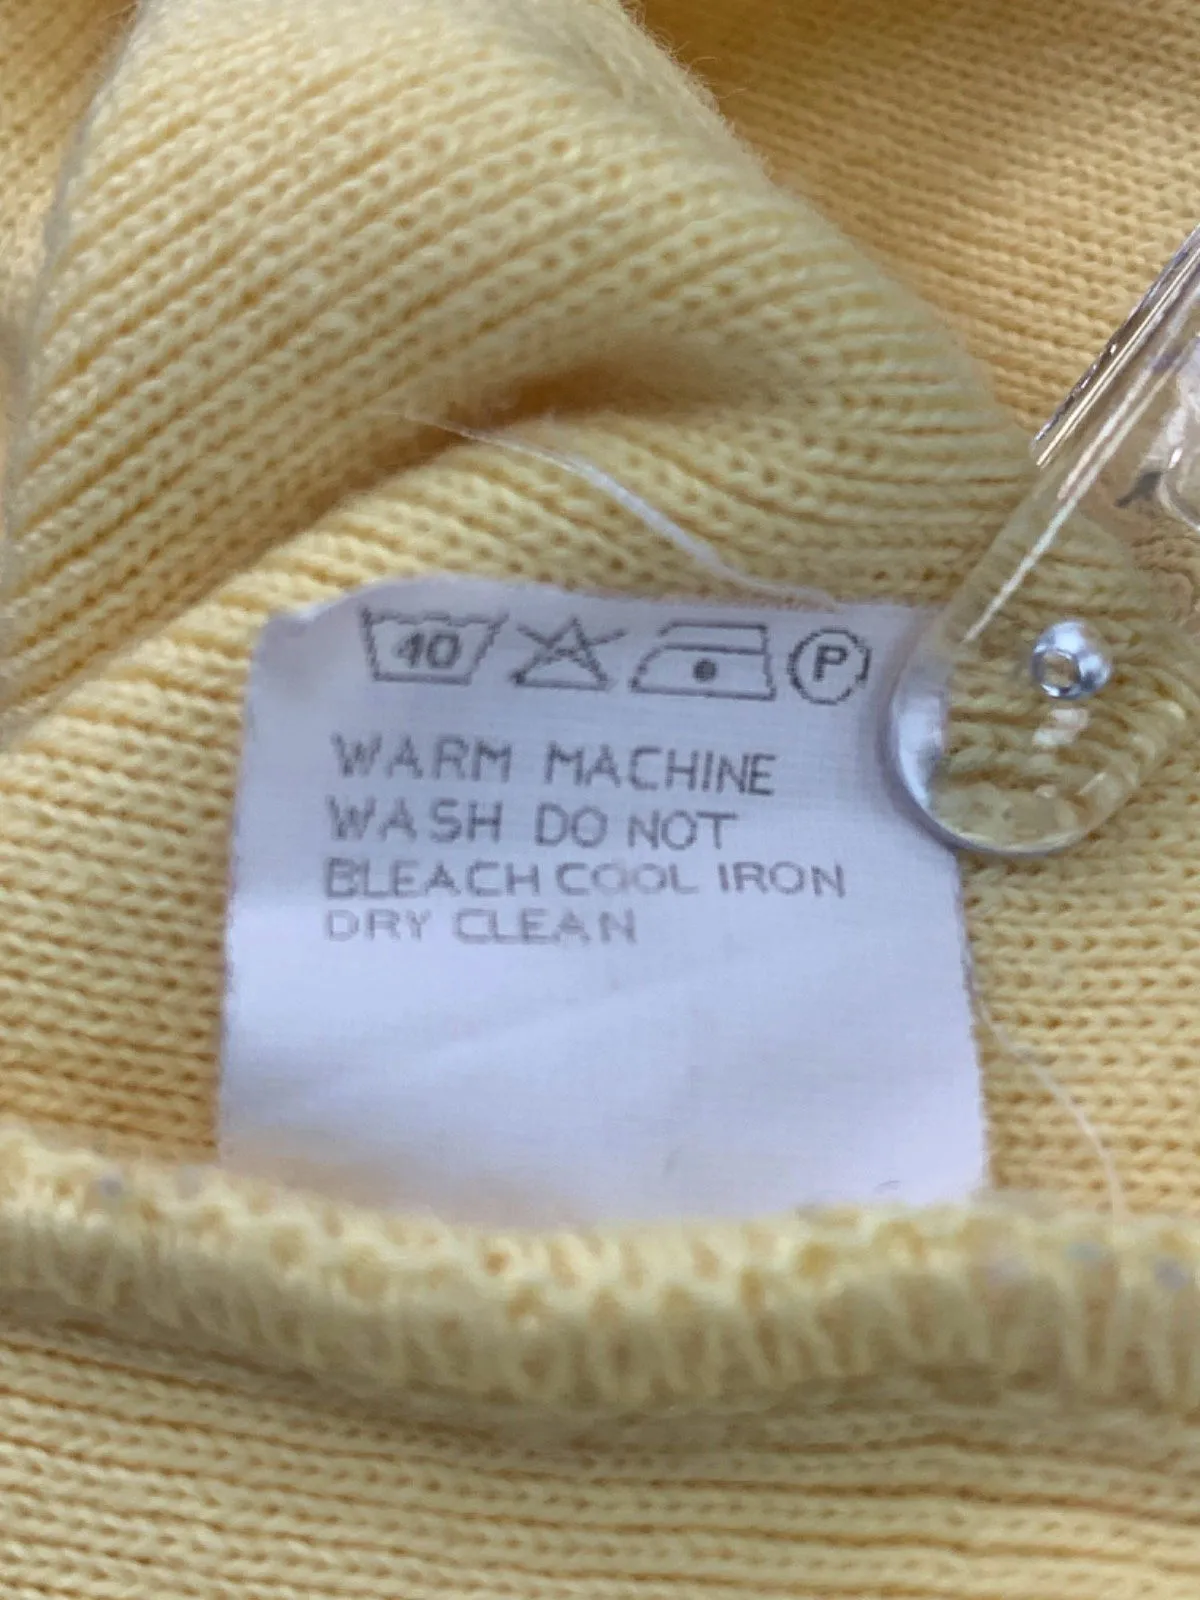 40 A P
WARM MACHINE
WASH DO NOT
BLEACH COOL IRON
DRY CLEAN